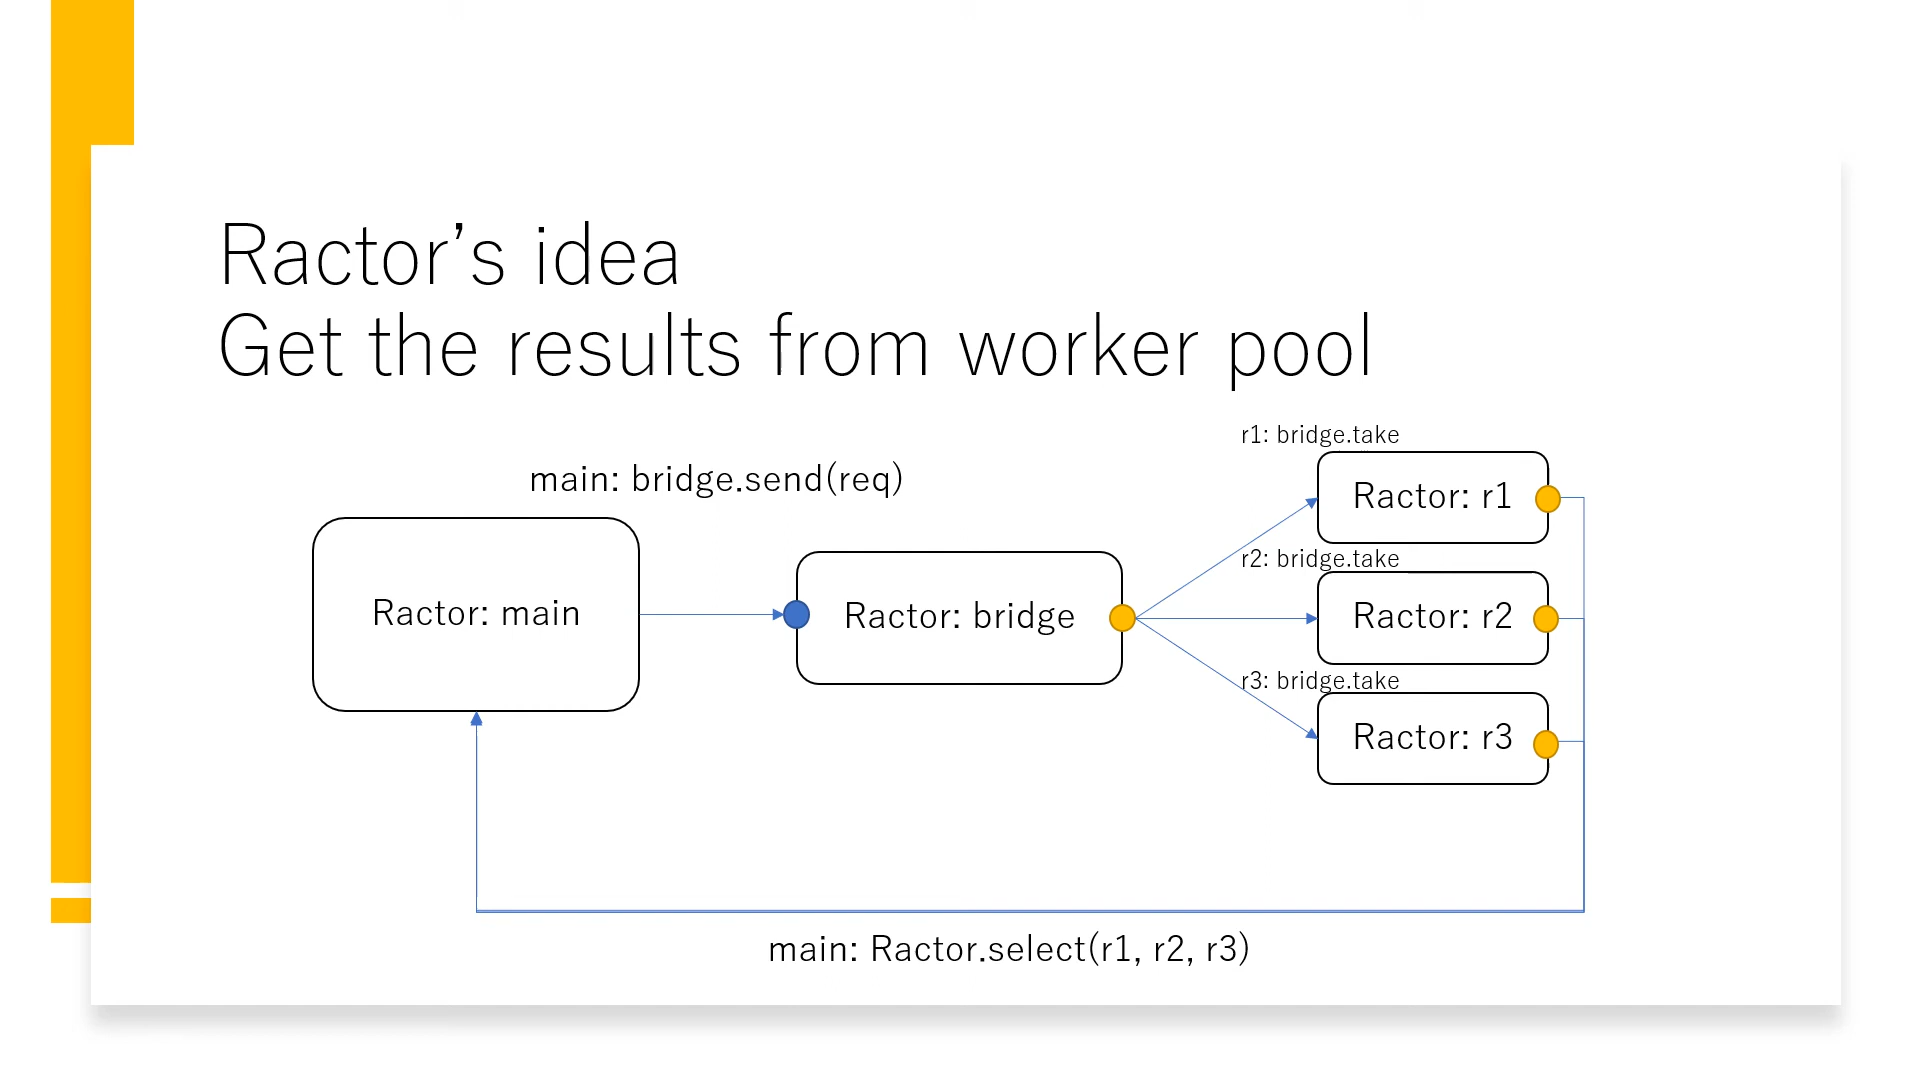 Ractor’s idea
Get the results from worker pool
main: bridge.send(req)
Ractor: main
Ractor: bridge
r1: bridge.take
Ractor: r1
r2: bridge.take
Ractor: r2
r3: bridge.take
Ractor: r3
main: Ractor.select(r1, r2, r3)